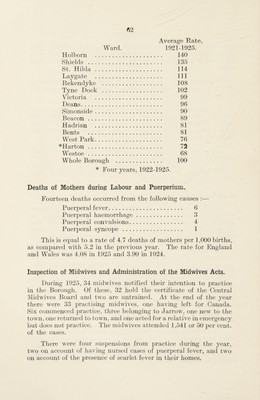 62
Average Rate,
Ward. 1921-1925.
Holborn .................... 140
Shields .................... 135
St. Hilda .................... 114
Laygate .................... 111
Rekendyke .................... 108
Tyne Dock .................... 102
Victoria .................... 99
Deans .................... 96
Simonside .................... 90
Beacon .................... 89
Hadrian .................... 81
Bents .................... 81
West Park .................... 76
*Harton .................... 72
Westoe .................... 68
Whole Borough .................... 100
* Four years, 1922-1925.
Deaths of Mothers during Labour and Puerperium.
Fourteen deaths occurred from the following causes :—
Puerperal fever .................... 6
Puerperal haemorrhage .................... 3
Puerperal convulsions .................... 4
Puerperal syncope .................... 1
This is equal to a rate of 4.7 deaths of mothers per 1,000 births,
as compared with 5.2 in the previous year. The rate for England
and Wales was 4.08 in 1925 and 3.90 in 1924.
Inspection of Midwives and Administration of the Midwives Acts.
During 1925, 34 midwives notified their intention to practice
in the Borough. Of these, 32 hold the certificate of the Central
Midwives Board and two are untrained. At the end of the year
there were 33 practising midwives, one having left for Canada.
Six commenced practice, three belonging to Jarrow, one new to the
town, one returned to town, and one acted for a relative in emergency
but does not practice. The midwives attended 1,541 or 50 per cent.
of the cases.
There were four suspensions from practice during the year,
two on account of having nursed cases of puerperal fever, and two
on account of the presence of scarlet fever in their homes.